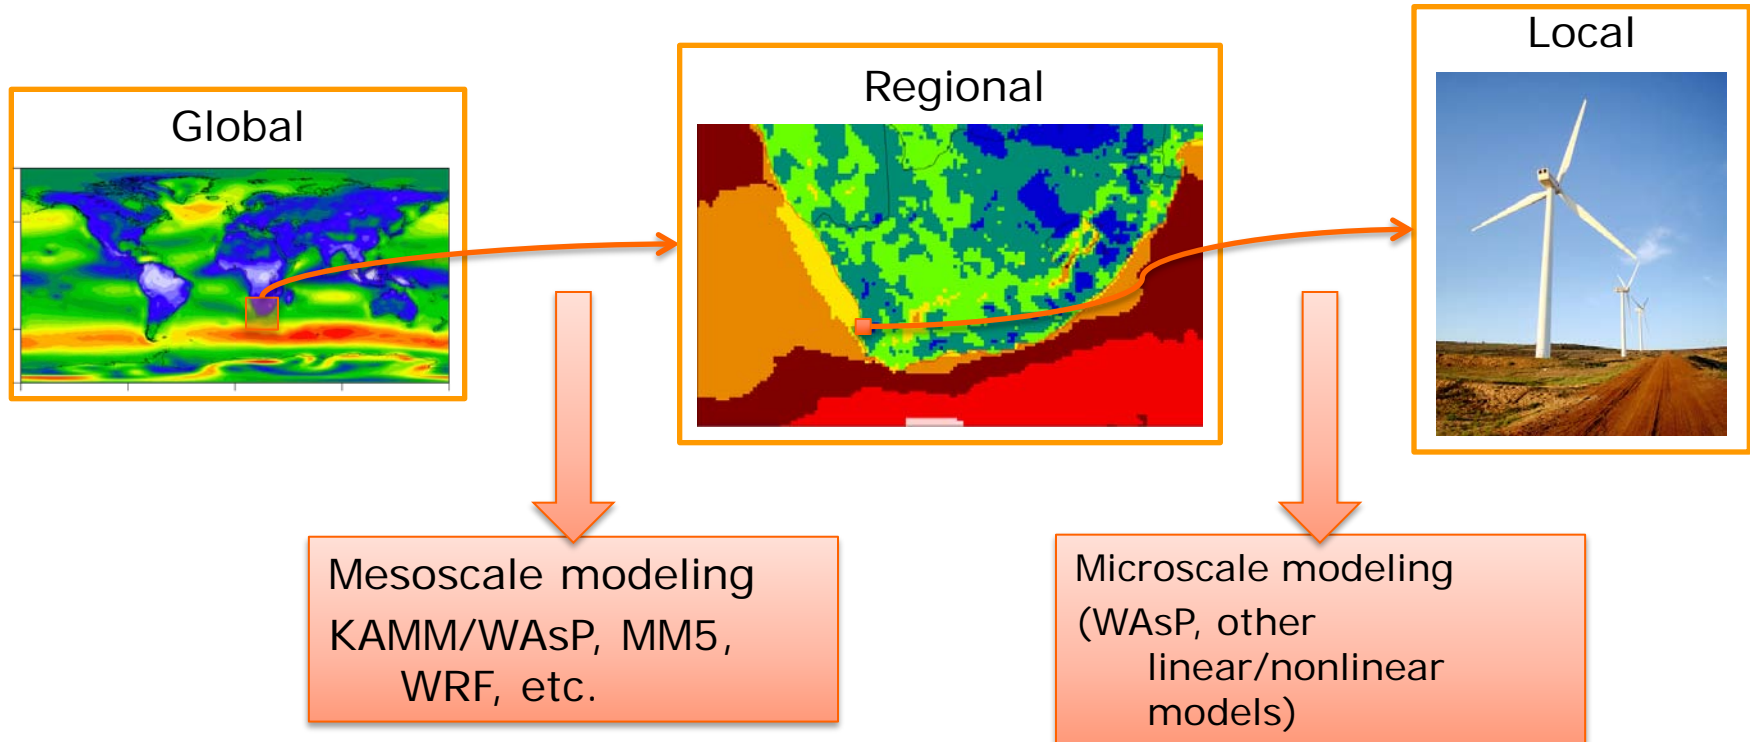 Global
Regional
Local
Mesoscale modeling
KAMM/WAsP, MM5,
WRF, etc.
Microscale modeling
(WAsP, other
linear/nonlinear
models)